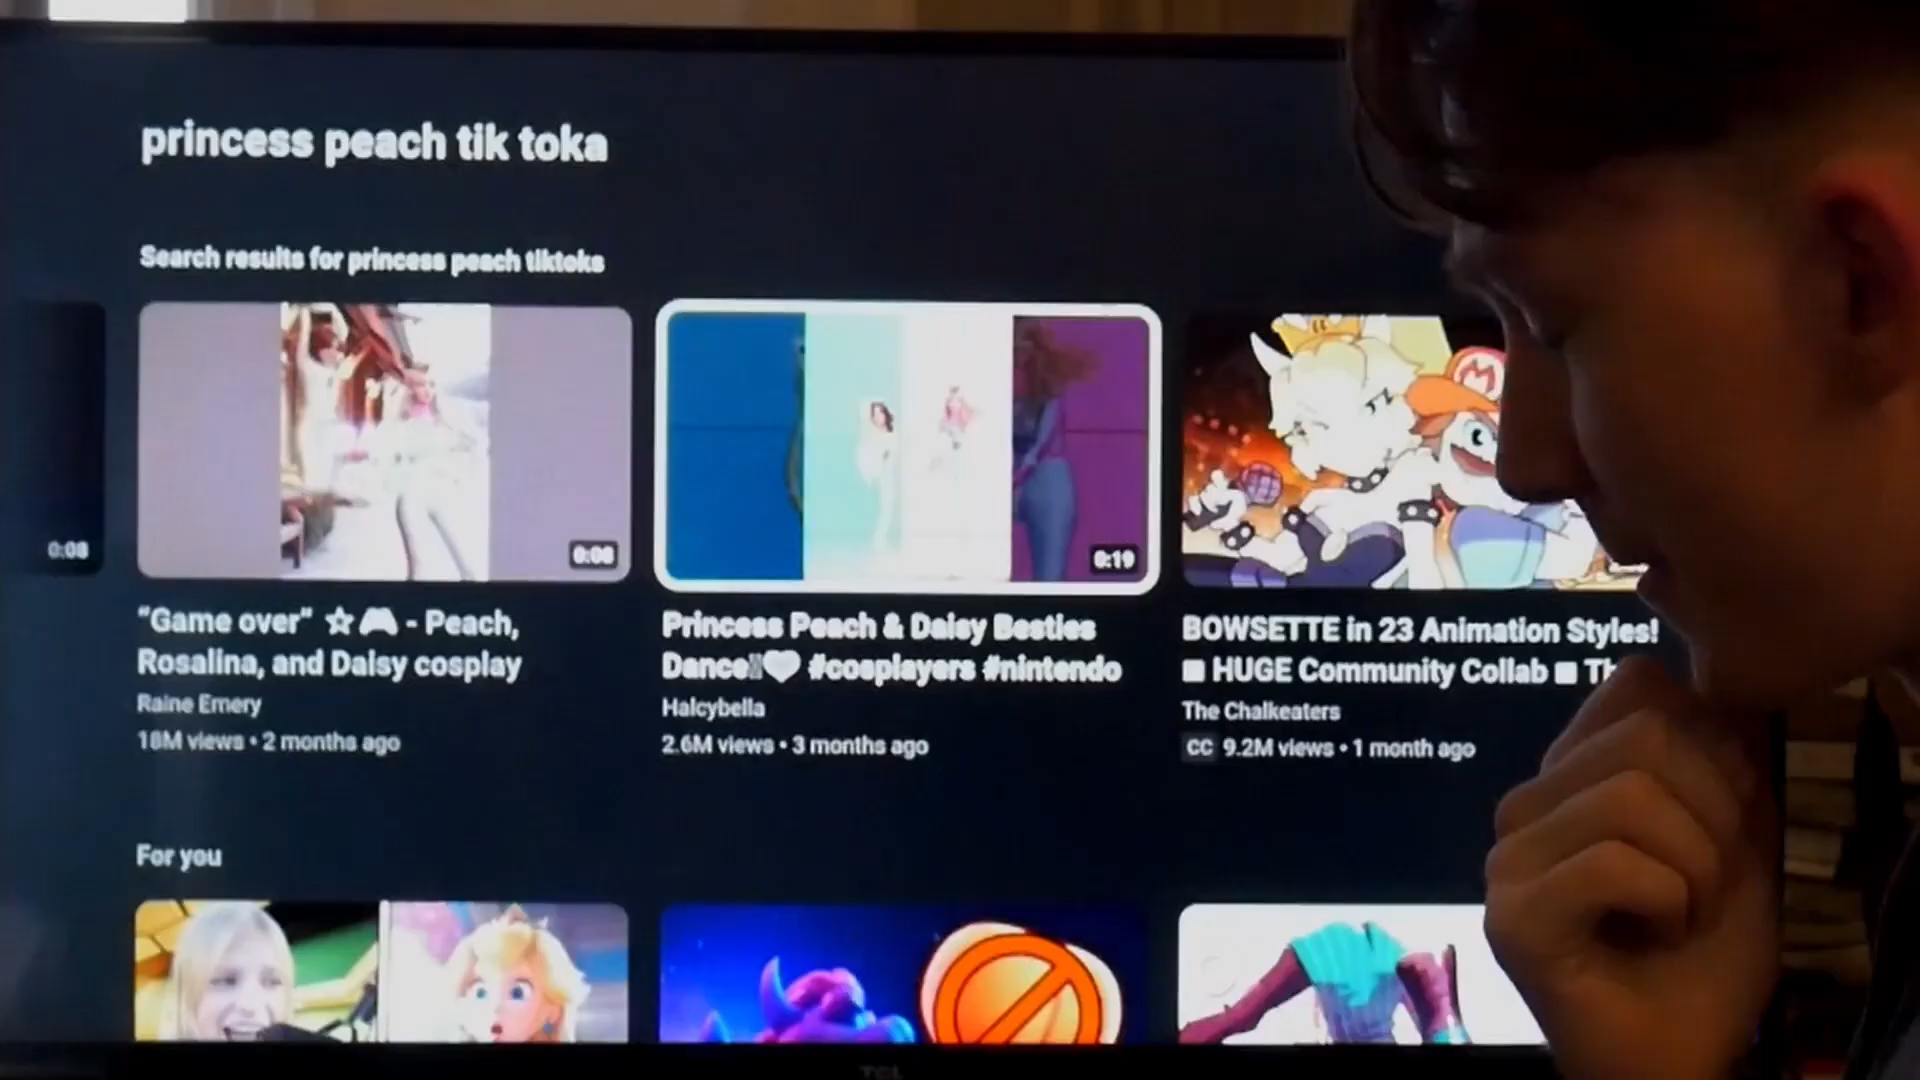 princess peach tik toka
Search results for princess peach tiktoks
0:08
0:08
0:19
"Game over" ☆🎮 - Peach,
Rosalina, and Daisy cosplay
Raine Emery
18M views • 2 months ago
Princess Peach & Daisy Besties
Dance▯🤍 #cosplayers #nintendo
Halcybella
2.6M views • 3 months ago
M
BOWSETTE in 23 Animation Styles!
■ HUGE Community Collab ■ Th
The Chalkeaters
CC 9.2M views • 1 month ago
For you
TCL